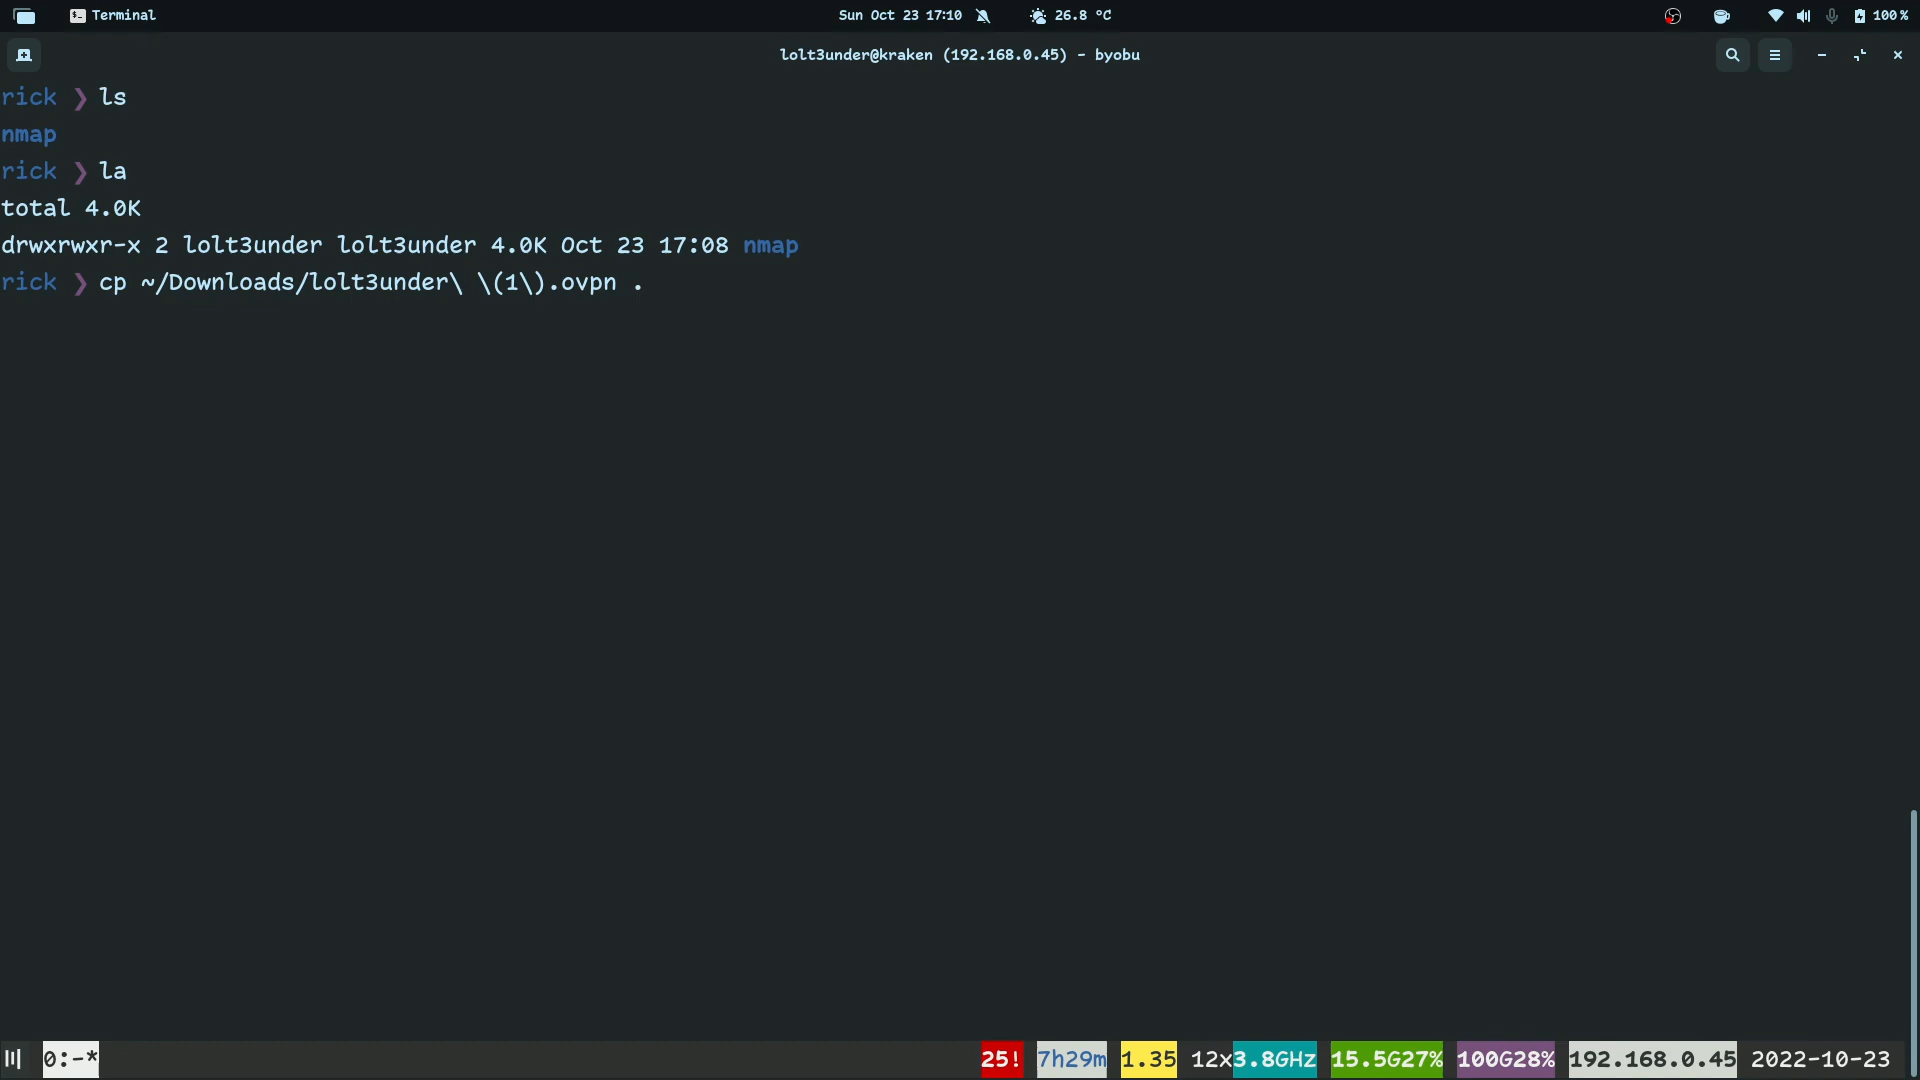 Terminal
Sun Oct 23 17:10
26.8 °C
100%
lolt3under@kraken (192.168.0.45) - byobu
rick ❯ ls
nmap
rick ❯ la
total 4.0K
drwxrwxr-x 2 lolt3under lolt3under 4.0K Oct 23 17:08 nmap
rick ❯ cp ~/Downloads/lolt3under\ \(1\).ovpn .
0:-* 25! 7h29m 1.35 12x3.8GHz 15.5G27% 100G28% 192.168.0.45 2022-10-23